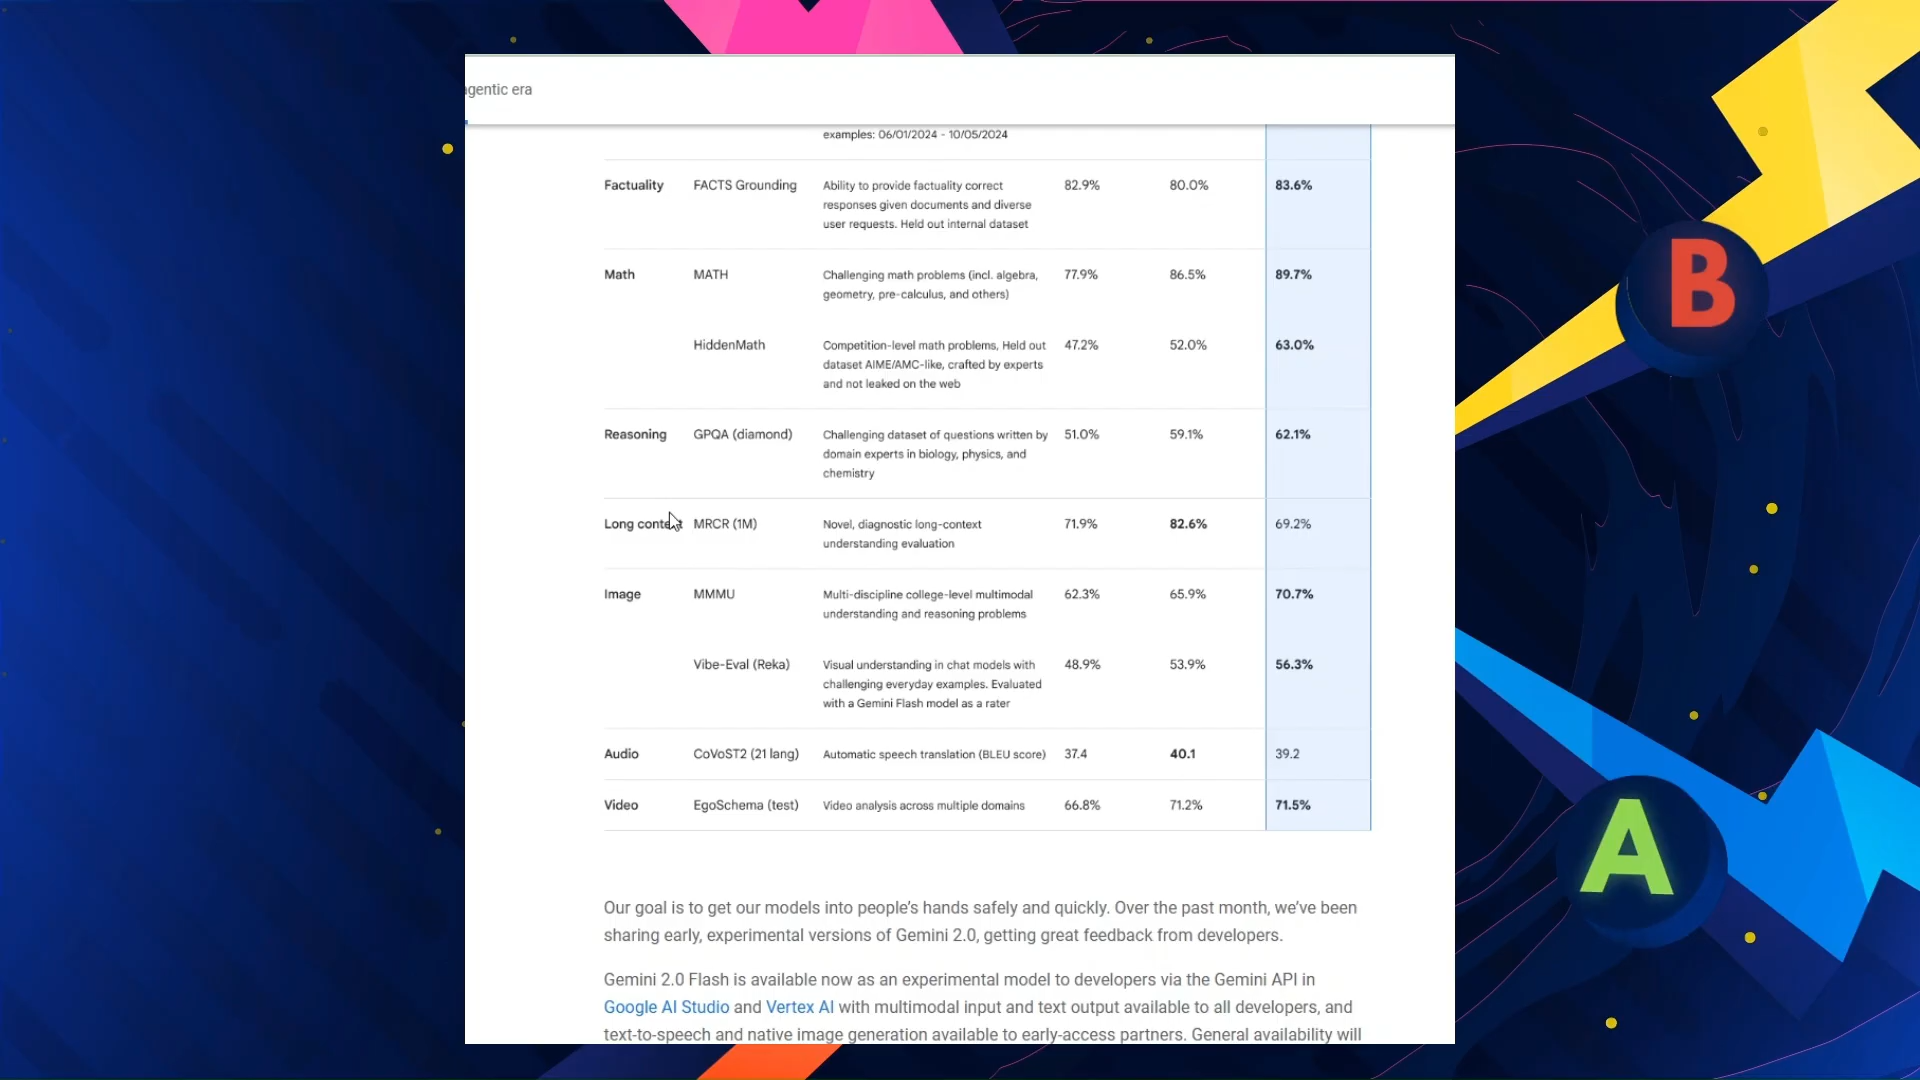 agentic era
examples: 06/01/2024 - 10/05/2024
Factuality FACTS Grounding Ability to provide factuality correct 82.9% 80.0% 83.6%
responses given documents and diverse
user requests. Held out internal dataset
Math MATH Challenging math problems (incl. algebra, 77.9% 86.5% 89.7%
geometry, pre-calculus, and others)
HiddenMath Competition-level math problems, Held out 47.2% 52.0% 63.0%
dataset AIME/AMC-like, crafted by experts
and not leaked on the web
Reasoning GPQA (diamond) Challenging dataset of questions written by 51.0% 59.1% 62.1%
domain experts in biology, physics, and
chemistry
Long context MRCR (1M) Novel, diagnostic long-context 71.9% 82.6% 69.2%
understanding evaluation
Image MMMU Multi-discipline college-level multimodal 62.3% 65.9% 70.7%
understanding and reasoning problems
Vibe-Eval (Reka) Visual understanding in chat models with 48.9% 53.9% 56.3%
challenging everyday examples. Evaluated
with a Gemini Flash model as a rater
Audio CoVoST2 (21 lang) Automatic speech translation (BLEU score) 37.4 40.1 39.2
Video EgoSchema (test) Video analysis across multiple domains 66.8% 71.2% 71.5%
Our goal is to get our models into people’s hands safely and quickly. Over the past month, we’ve been
sharing early, experimental versions of Gemini 2.0, getting great feedback from developers.
Gemini 2.0 Flash is available now as an experimental model to developers via the Gemini API in
Google AI Studio and Vertex AI with multimodal input and text output available to all developers, and
text-to-speech and native image generation available to early-access partners. General availability will
B
A